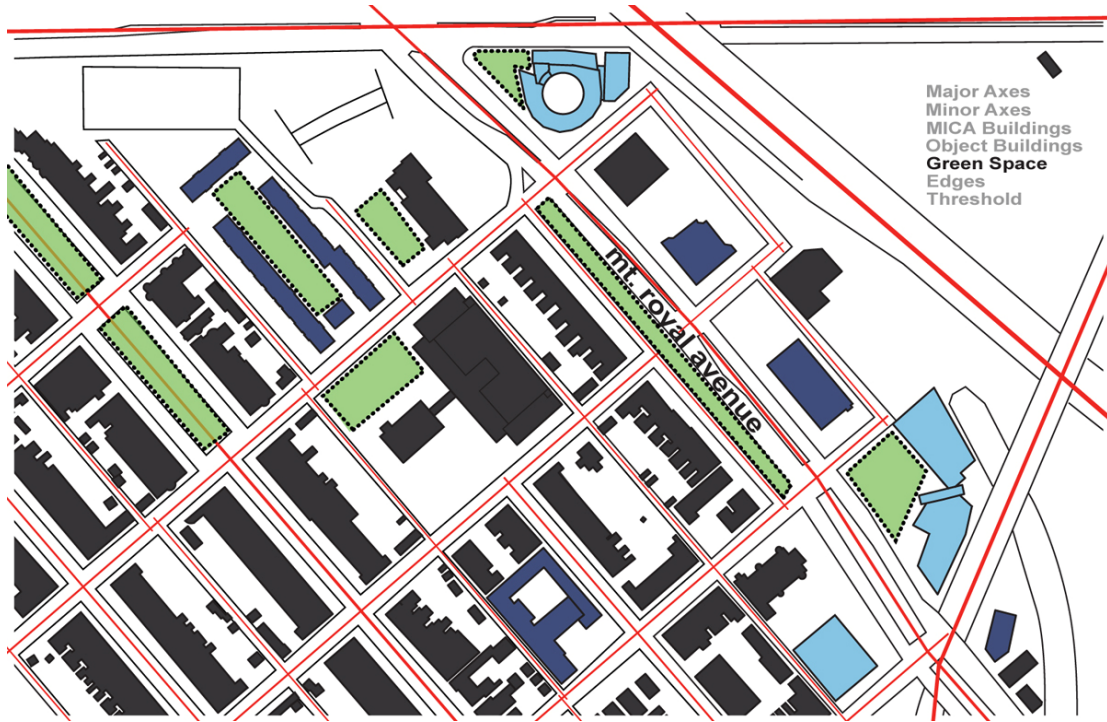 Major Axes
Minor Axes
MICA Buildings
Object Buildings
Green Space
Edges
Threshold
mt. royal avenue